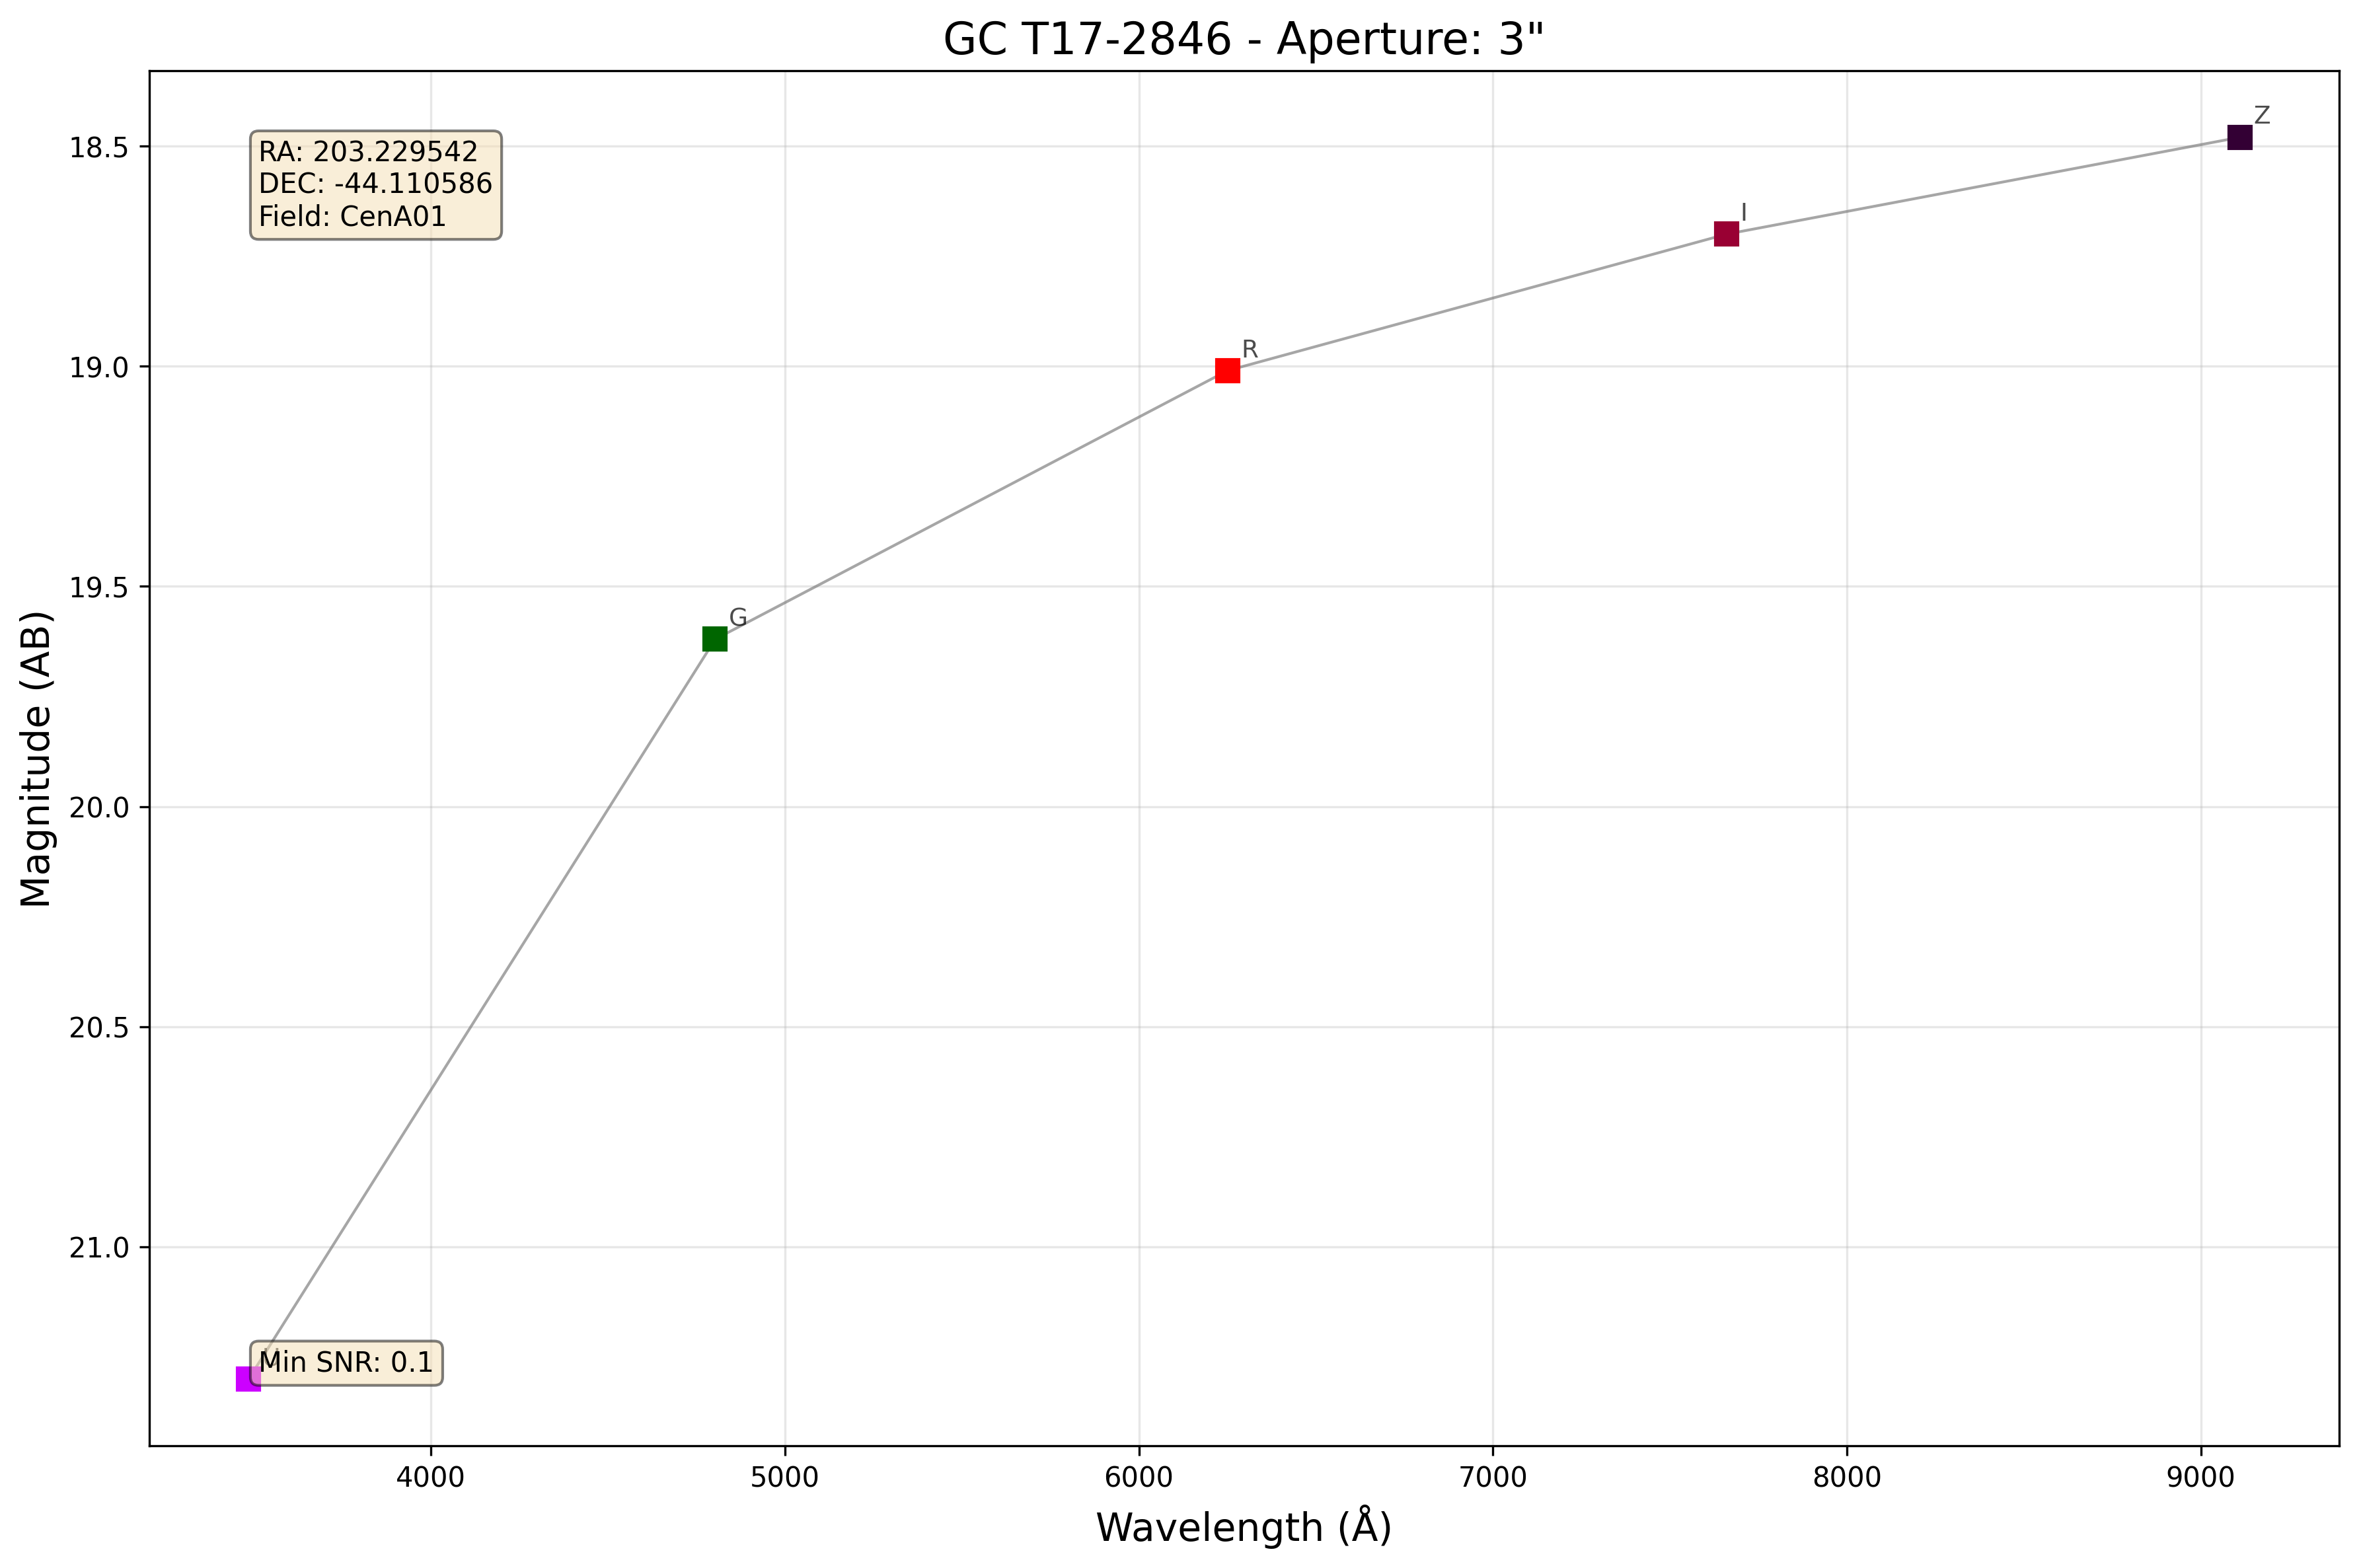 GC T17-2846 - Aperture: 3"
RA: 203.229542
DEC: -44.110586
Field: CenA01
Z
I
R
G
Min SNR: 0.1
18.5
19.0
19.5
20.0
20.5
21.0
Magnitude (AB)
4000 5000 6000 7000 8000 9000
Wavelength (Å)